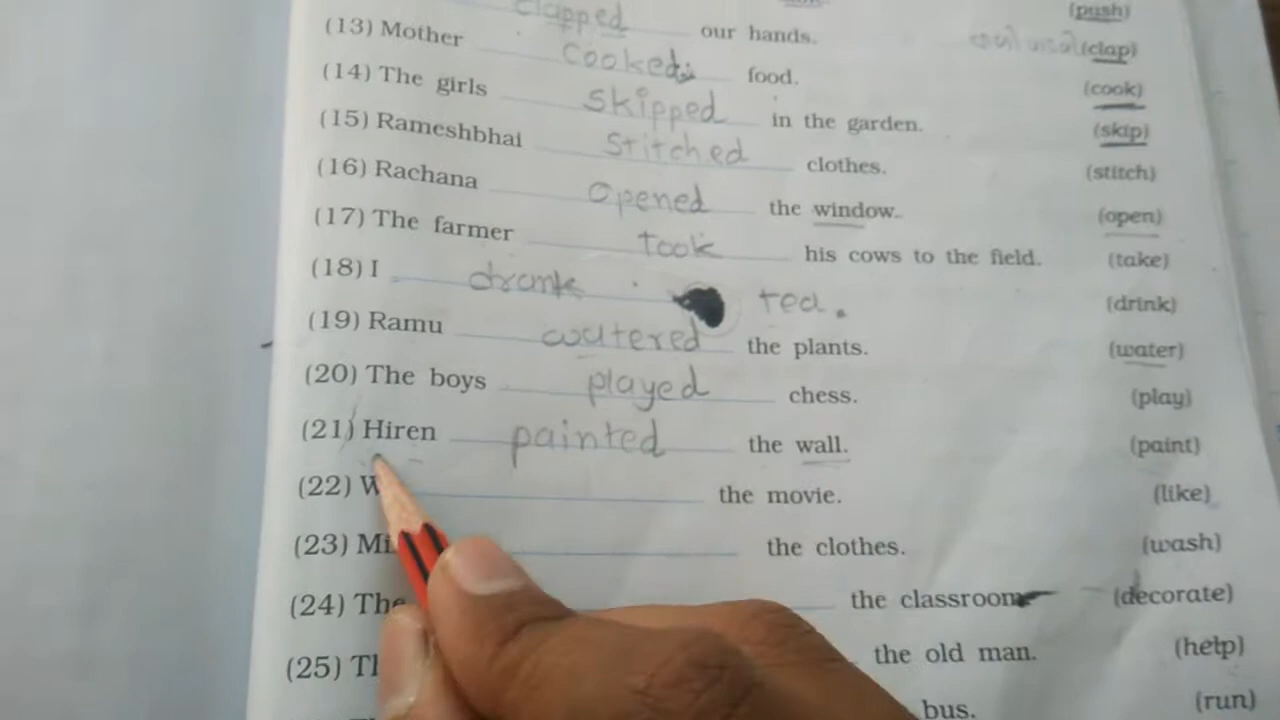 clapped our hands. (push)
(13) Mother cooked food. (clap)
(14) The girls skipped in the garden. (cook)
(15) Rameshbhai stitched clothes. (skip)
(16) Rachana opened the window. (stitch)
(17) The farmer took his cows to the field. (open)
(18) I drank tea. (take)
(19) Ramu watered the plants. (drink)
(20) The boys played chess. (water)
(21) Hiren painted the wall. (play)
(22) W the movie. (paint)
(23) Mi the clothes. (like)
(24) The the classroom (wash)
(25) the old man. (decorate)
bus. (help)
(run)